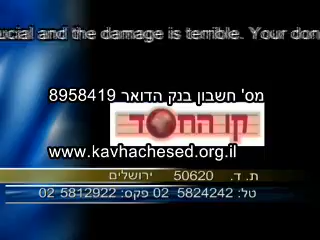 ucial and the damage is terrible. Your don
מס' חשבון בנק הדואר 8958419
קו החסד
www.kavhachesed.org.il
ת. ד. 50620 ירושלים
טל: 02 5824242 פקס: 02 5812922